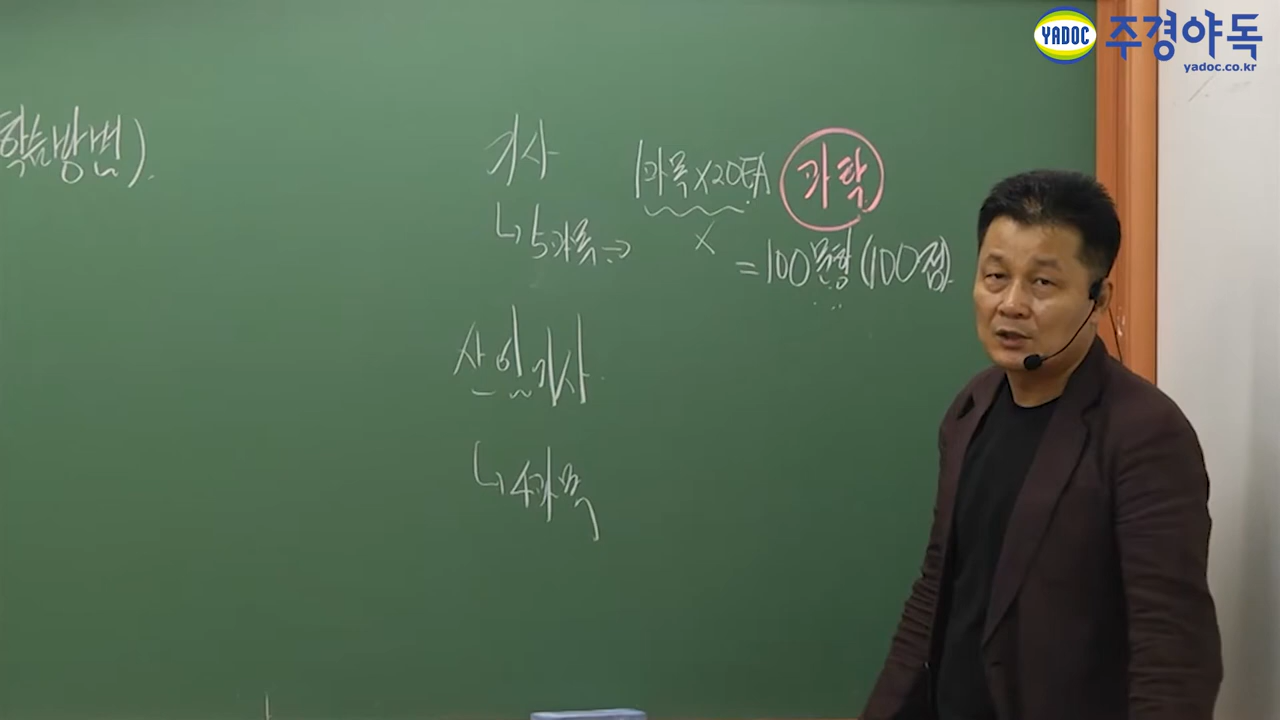 YADOC 주경야독
yadoc.co.kr
학습방법).
기사
1과목×20EA 과락
↳5과목⇒
×
=100문항(100점)
산업기사
↳4과목